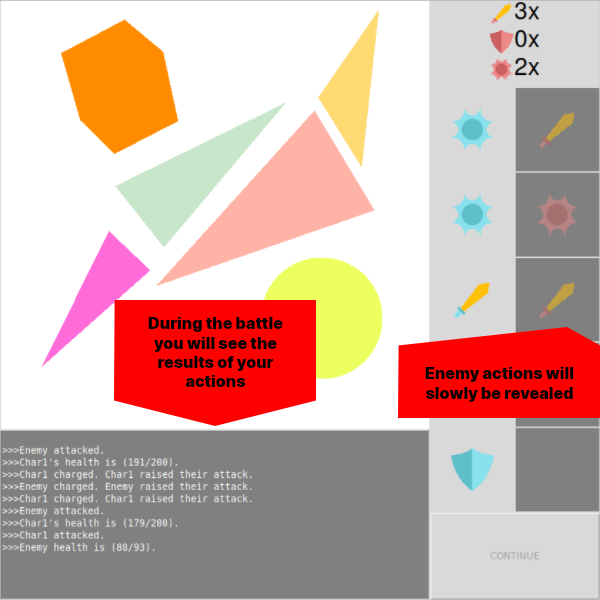 3x
0x
2x
During the battle
you will see the
results of your
actions
Enemy actions will
slowly be revealed
>>>Enemy attacked.
>>>Char1's health is (191/200).
>>>Char1 charged. Char1 raised their attack.
>>>Enemy charged. Enemy raised their attack.
>>>Char1 charged. Char1 raised their attack.
>>>Enemy attacked.
>>>Char1's health is (179/200).
>>>Char1 attacked.
>>>Enemy health is (88/93).
CONTINUE